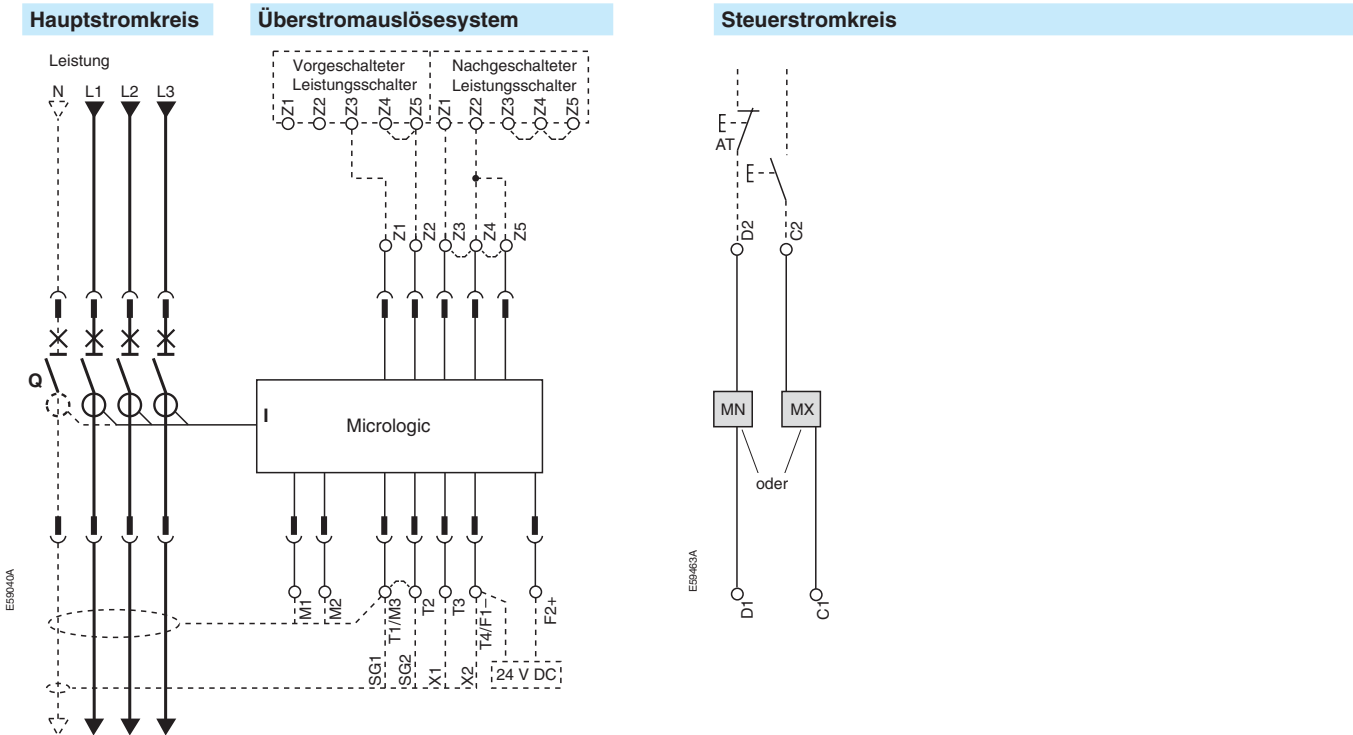 Hauptstromkreis
Überstromauslösesystem
Steuerstromkreis
Leistung
N L1 L2 L3
Vorgeschalteter
Leistungsschalter
Nachgeschalteter
Leistungsschalter
Z1 Z2 Z3 Z4 Z5 Z1 Z2 Z3 Z4 Z5
E
AT
E
Z1 Z2 Z3 Z4 Z5
D2 C2
Q
I
Micrologic
MN MX
oder
M1 M2 T1/M3 T2 T3 T4/F1– F2+
SG1 SG2 X1 X2
24 V DC
D1 C1
E59040A
E59463A